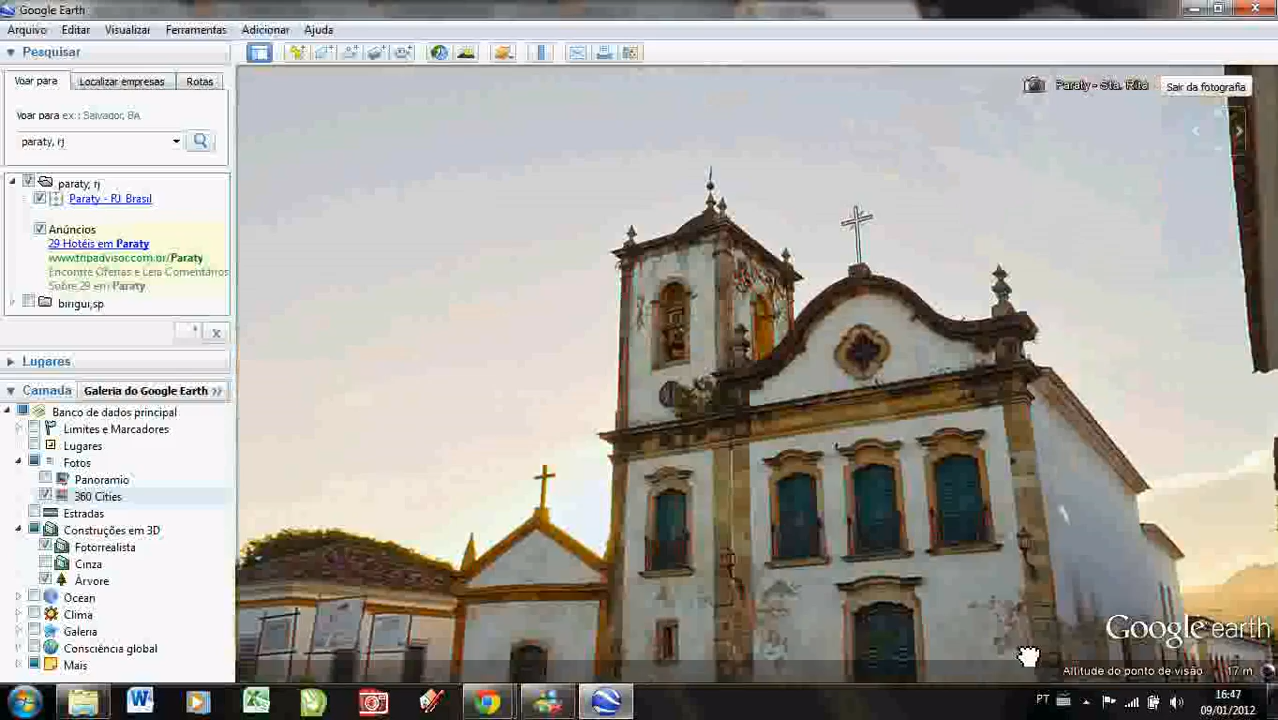 Google Earth
Arquivo Editar Visualizar Ferramentas Adicionar Ajuda
Pesquisar
Voar para Localizar empresas Rotas
Voar para ex.: Salvador, BA
paraty, rj
paraty, rj
Paraty - RJ Brasil
Anúncios
29 Hotéis em Paraty
www.tripadvisor.com.br/Paraty
Encontre Ofertas e Leia Comentários
Sobre 29 em Paraty
birigui,sp
Lugares
Camada Galeria do Google Earth >>
Banco de dados principal
Limites e Marcadores
Lugares
Fotos
Panoramio
360 Cities
Estradas
Construções em 3D
Fotorrealista
Cinza
Árvore
Ocean
Clima
Galeria
Consciência global
Mais
Paraty - Sta. Rita Sair da fotografia
Google earth
Altitude do ponto de visão 17 m
PT 16:47
09/01/2012